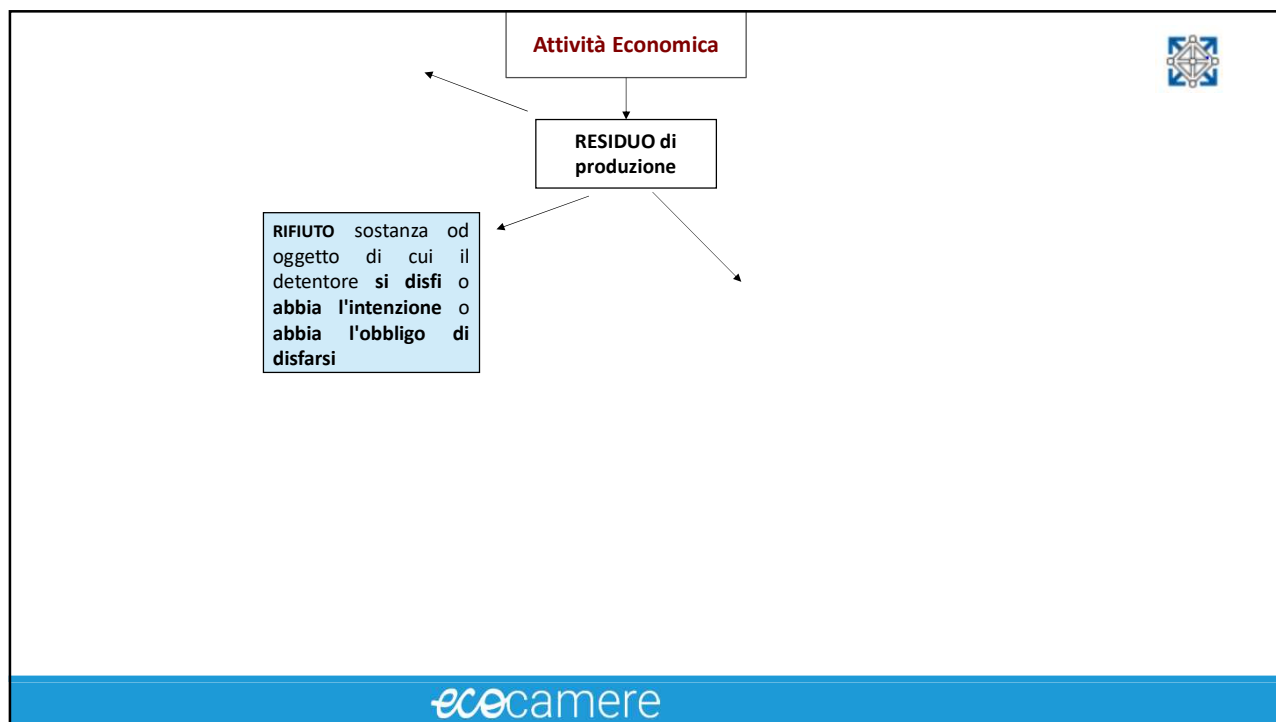 Attività Economica
RESIDUO di
produzione
RIFIUTO sostanza od
oggetto di cui il
detentore si disfi o
abbia l'intenzione o
abbia l'obbligo di
disfarsi
ecocamere